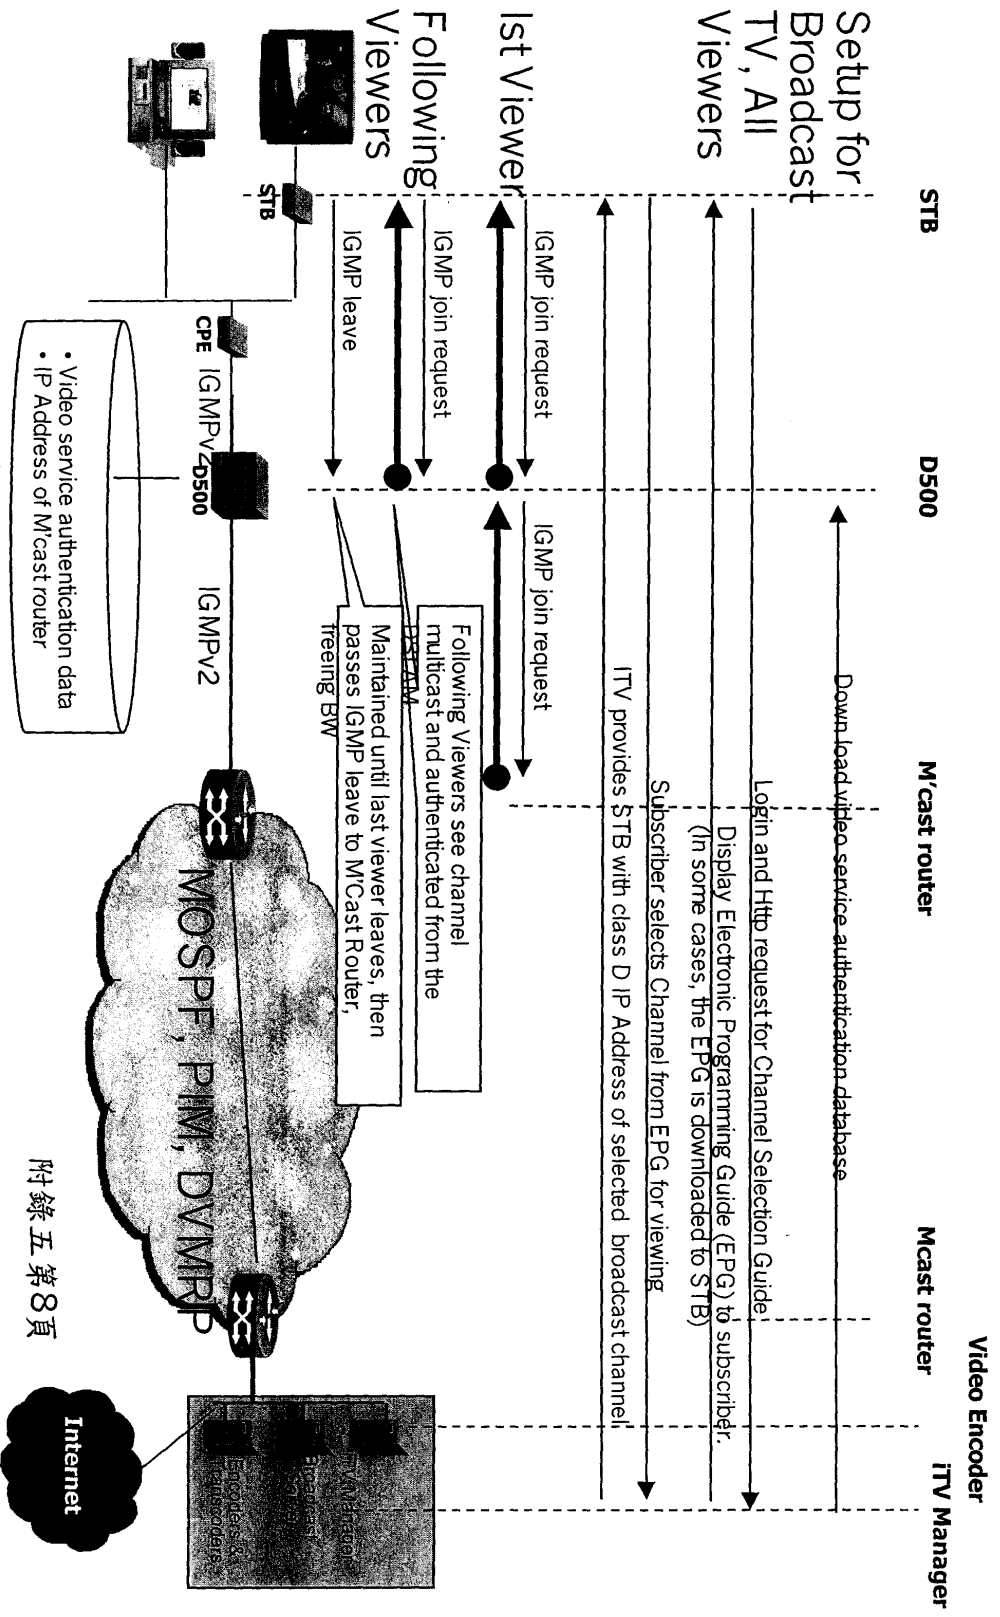 Video Encoder
STB
D500
M'cast router
Mcast router
iTV Manager
Setup for
Broadcast
TV, All
Viewers
Down load video service authentication database
Login and Http request for Channel Selection Guide
Display Electronic Programming Guide (EPG) to subscriber.
(In some cases, the EPG is downloaded to STB)
Subscriber selects Channel from EPG for viewing
ITV provides STB with class D IP Address of selected broadcast channel
Ist Viewer
IGMP join request
IGMP join request
Following
Viewers
IGMP join request
Following Viewers see channel
multicast and authenticated from the
DSLAM
IGMP leave
Maintained until last viewer leaves, then
passes IGMP leave to M'Cast Router,
freeing BW
STB
CPE
IGMPv2
D500
IGMPv2
MOSPF, PIM, DVMRP
iTV Manager
Broadcast
Encoders &
Transcoders
• Video service authentication data
• IP Address of M'cast router
Internet
附錄五 第8頁